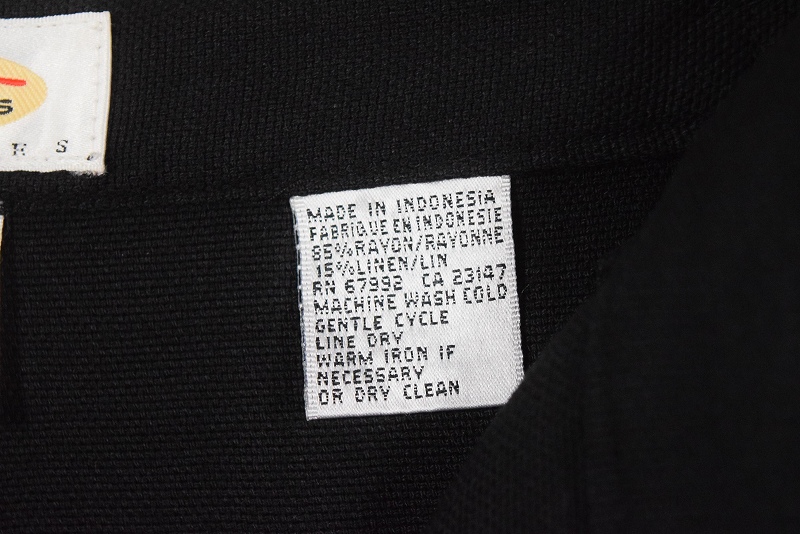 S
E S
MADE IN INDONESIA
FABRIQUE EN INDONESIE
85%RAYON/RAYONNE
15%LINEN/LIN
RN 67992 CA 23147
MACHINE WASH COLD
GENTLE CYCLE
LINE DRY
WARM IRON IF
NECESSARY
OR DRY CLEAN